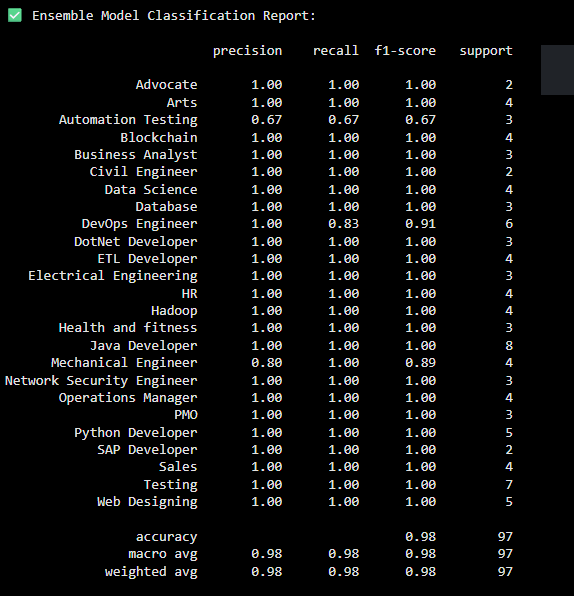 ✅ Ensemble Model Classification Report:
precision recall f1-score support
Advocate 1.00 1.00 1.00 2
Arts 1.00 1.00 1.00 4
Automation Testing 0.67 0.67 0.67 3
Blockchain 1.00 1.00 1.00 4
Business Analyst 1.00 1.00 1.00 3
Civil Engineer 1.00 1.00 1.00 2
Data Science 1.00 1.00 1.00 4
Database 1.00 1.00 1.00 3
DevOps Engineer 1.00 0.83 0.91 6
DotNet Developer 1.00 1.00 1.00 3
ETL Developer 1.00 1.00 1.00 4
Electrical Engineering 1.00 1.00 1.00 3
HR 1.00 1.00 1.00 4
Hadoop 1.00 1.00 1.00 4
Health and fitness 1.00 1.00 1.00 3
Java Developer 1.00 1.00 1.00 8
Mechanical Engineer 0.80 1.00 0.89 4
Network Security Engineer 1.00 1.00 1.00 3
Operations Manager 1.00 1.00 1.00 4
PMO 1.00 1.00 1.00 3
Python Developer 1.00 1.00 1.00 5
SAP Developer 1.00 1.00 1.00 2
Sales 1.00 1.00 1.00 4
Testing 1.00 1.00 1.00 7
Web Designing 1.00 1.00 1.00 5
accuracy 0.98 97
macro avg 0.98 0.98 0.98 97
weighted avg 0.98 0.98 0.98 97